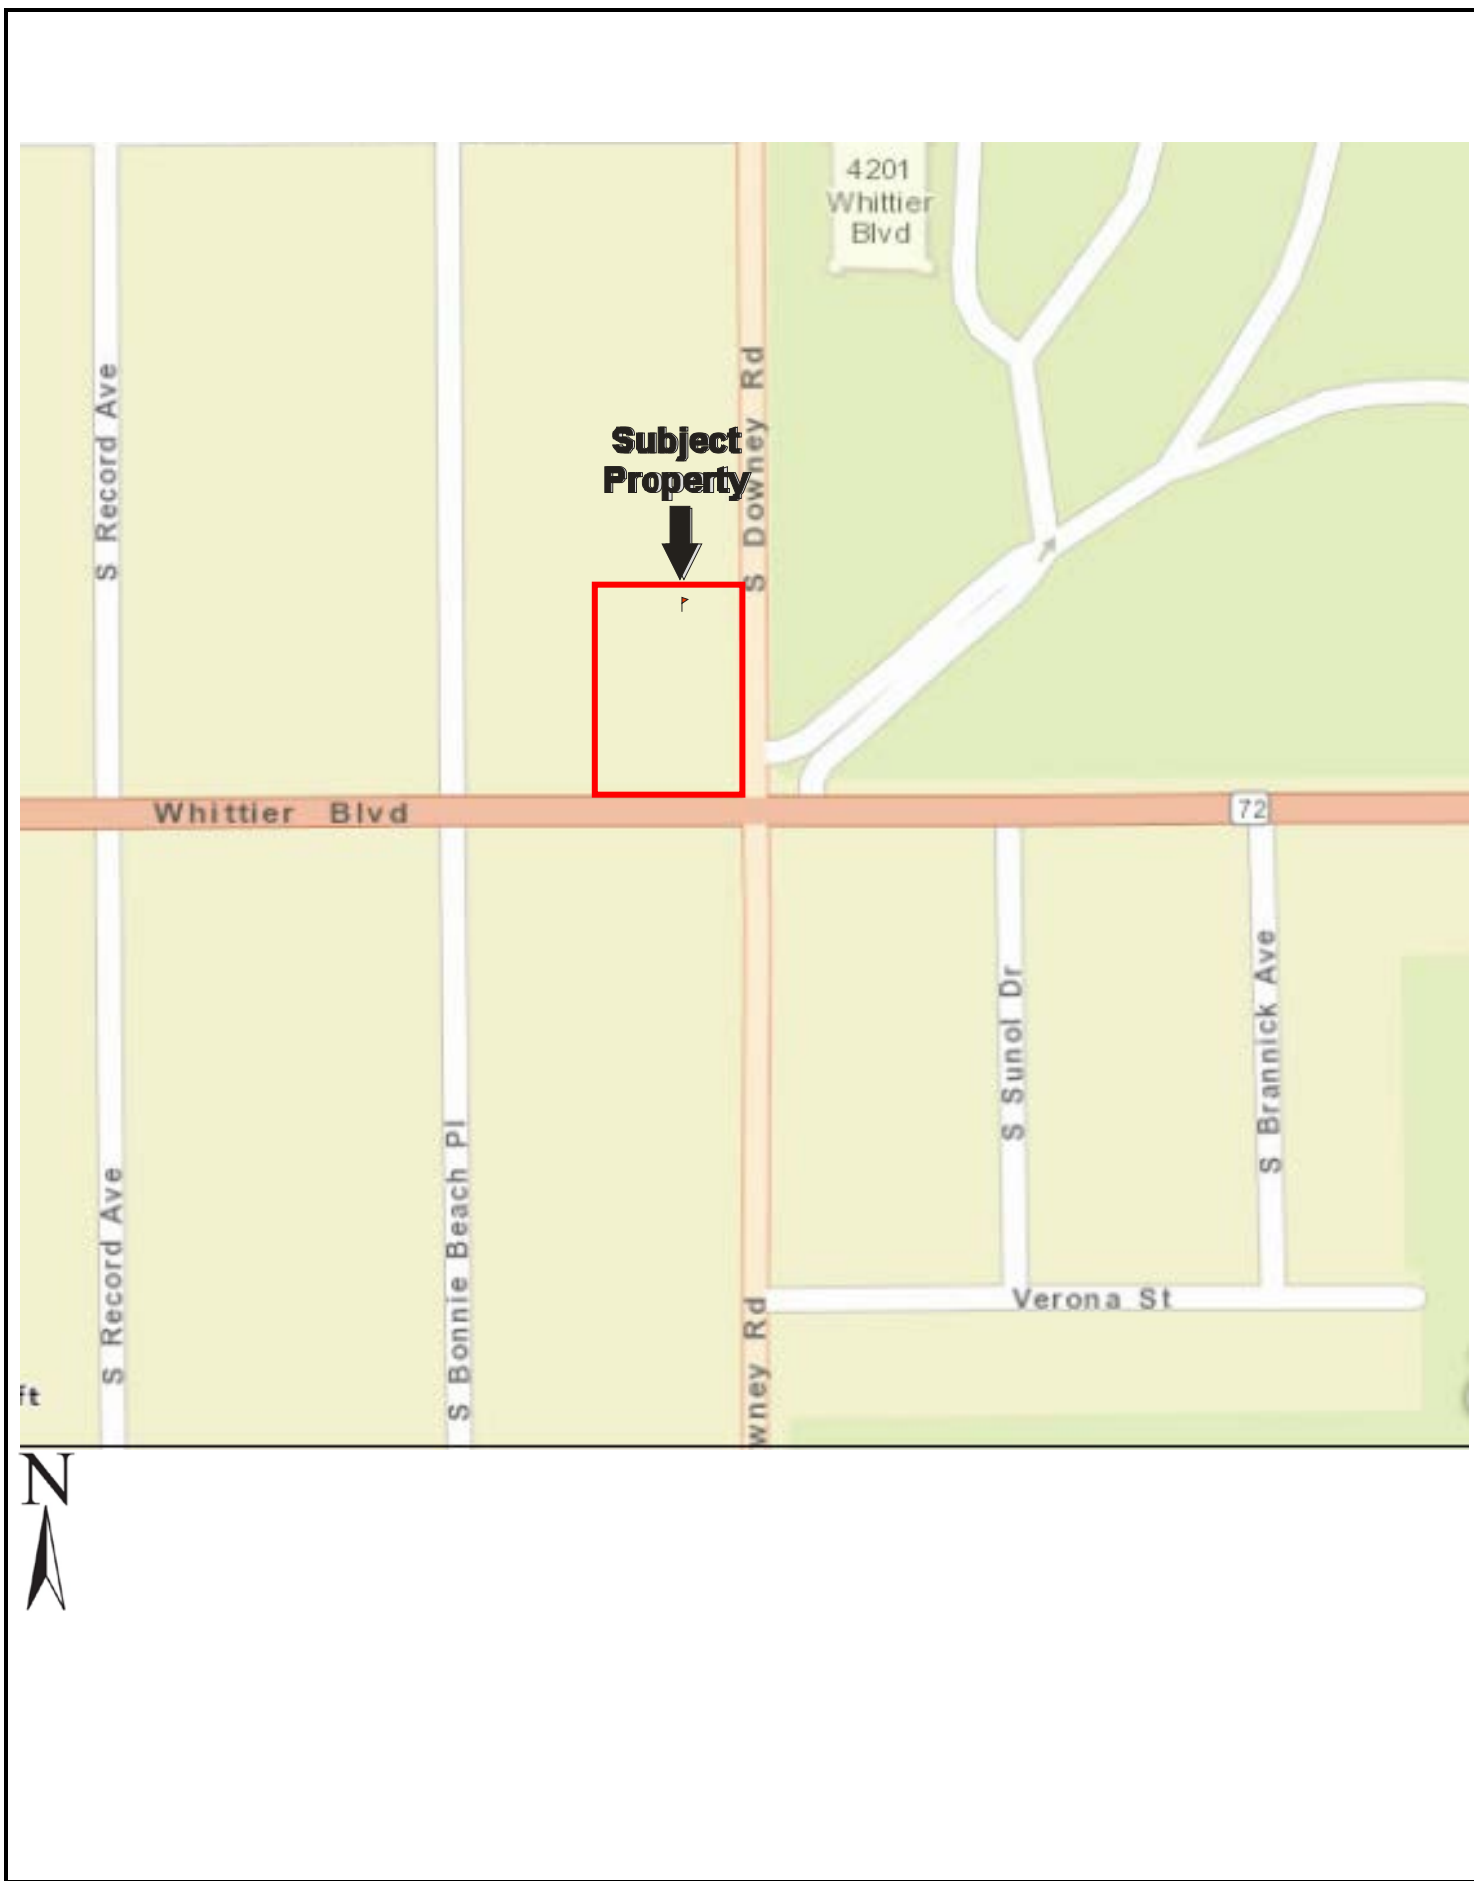 4201
Whittier
Blvd
S Downey Rd
S Record Ave
Subject
Property
Whittier Blvd
72
S Sunol Dr
S Brannick Ave
S Bonnie Beach Pl
S Record Ave
Verona St
wney Rd
ft
N